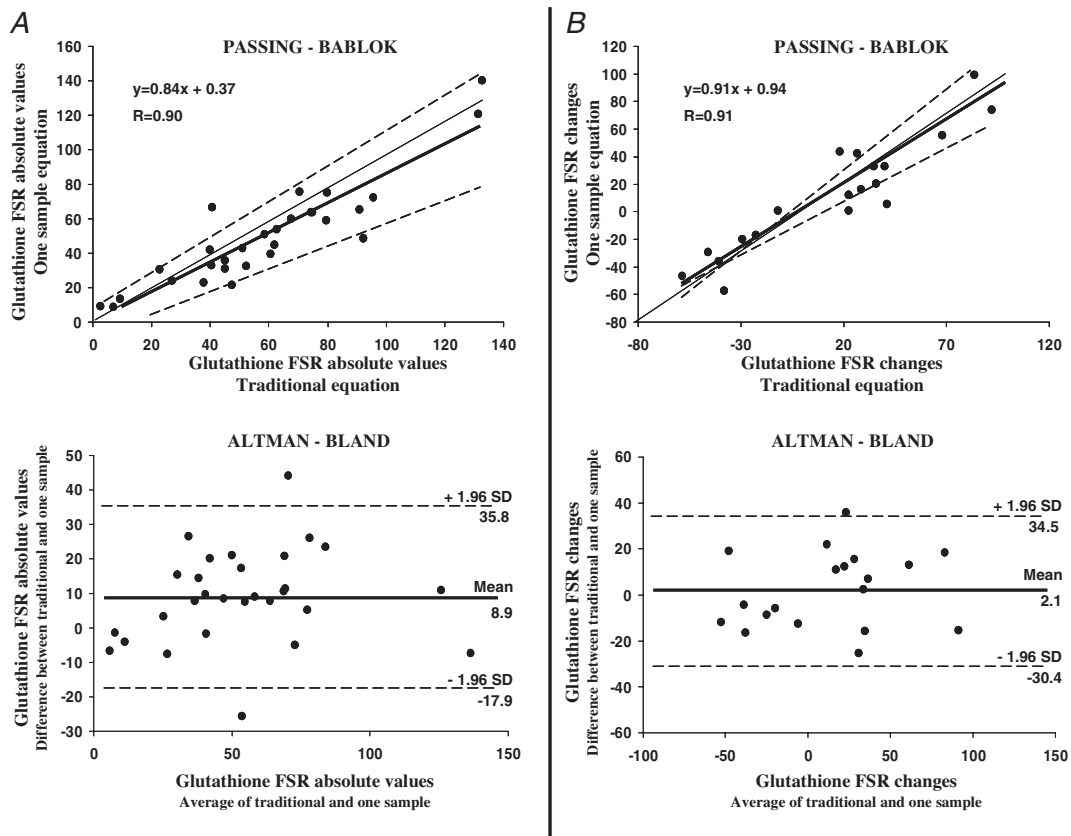 A
PASSING - BABLOK
y=0.84x + 0.37
R=0.90
Glutathione FSR absolute values
One sample equation
160
140
120
100
80
60
40
20
0
0 20 40 60 80 100 120 140
Glutathione FSR absolute values
Traditional equation
ALTMAN - BLAND
Glutathione FSR absolute values
Difference between traditional and one sample
50
40
30
20
10
0
-10
-20
-30
+ 1.96 SD
35.8
Mean
8.9
- 1.96 SD
-17.9
0 50 100 150
Glutathione FSR absolute values
Average of traditional and one sample
B
PASSING - BABLOK
y=0.91x + 0.94
R=0.91
Glutathione FSR changes
One sample equation
120
100
80
60
40
20
0
-20
-40
-60
-80
-80 -30 20 70 120
Glutathione FSR changes
Traditional equation
ALTMAN - BLAND
Glutathione FSR changes
Difference between traditional and one sample
60
40
20
0
-20
-40
-60
+ 1.96 SD
34.5
Mean
2.1
- 1.96 SD
-30.4
-100 -50 0 50 100 150
Glutathione FSR changes
Average of traditional and one sample